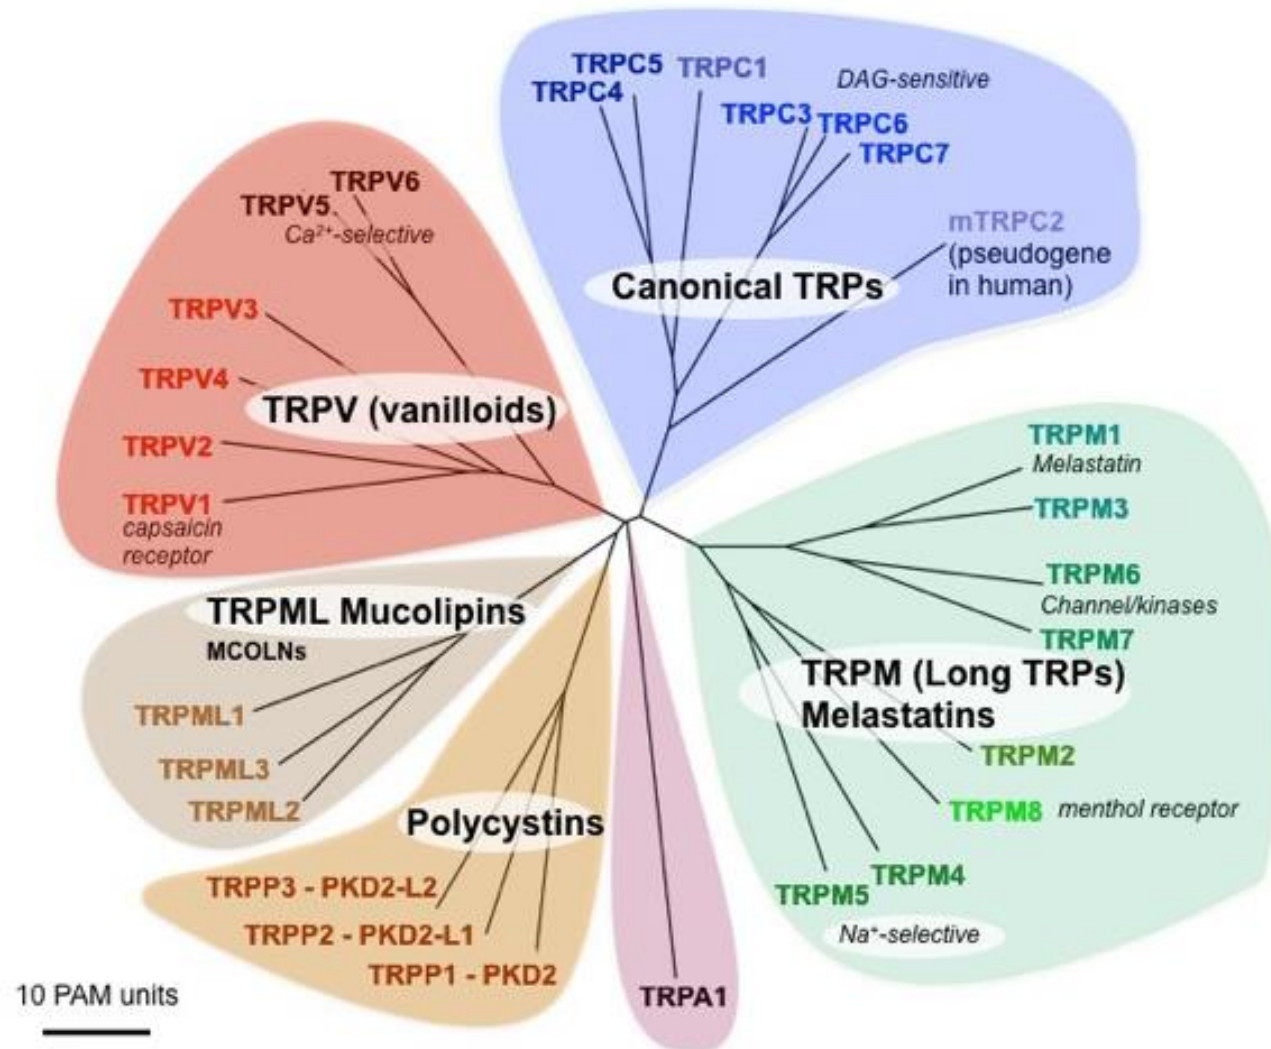 TRPC5
TRPC1
TRPC4
DAG-sensitive
TRPC3
TRPC6
TRPC7
mTRPC2
(pseudogene
in human)
Canonical TRPs
TRPV6
TRPV5
Ca²⁺-selective
TRPV3
TRPV4
TRPV (vanilloids)
TRPV2
TRPV1
capsaicin
receptor
TRPM1
Melastatin
TRPM3
TRPM6
Channel/kinases
TRPM7
TRPM (Long TRPs)
Melastatins
TRPM2
TRPM8 menthol receptor
TRPM4
TRPM5
Na⁺-selective
TRPML Mucolipins
MCOLNs
TRPML1
TRPML3
TRPML2
Polycystins
TRPP3 - PKD2-L2
TRPP2 - PKD2-L1
TRPP1 - PKD2
TRPA1
10 PAM units